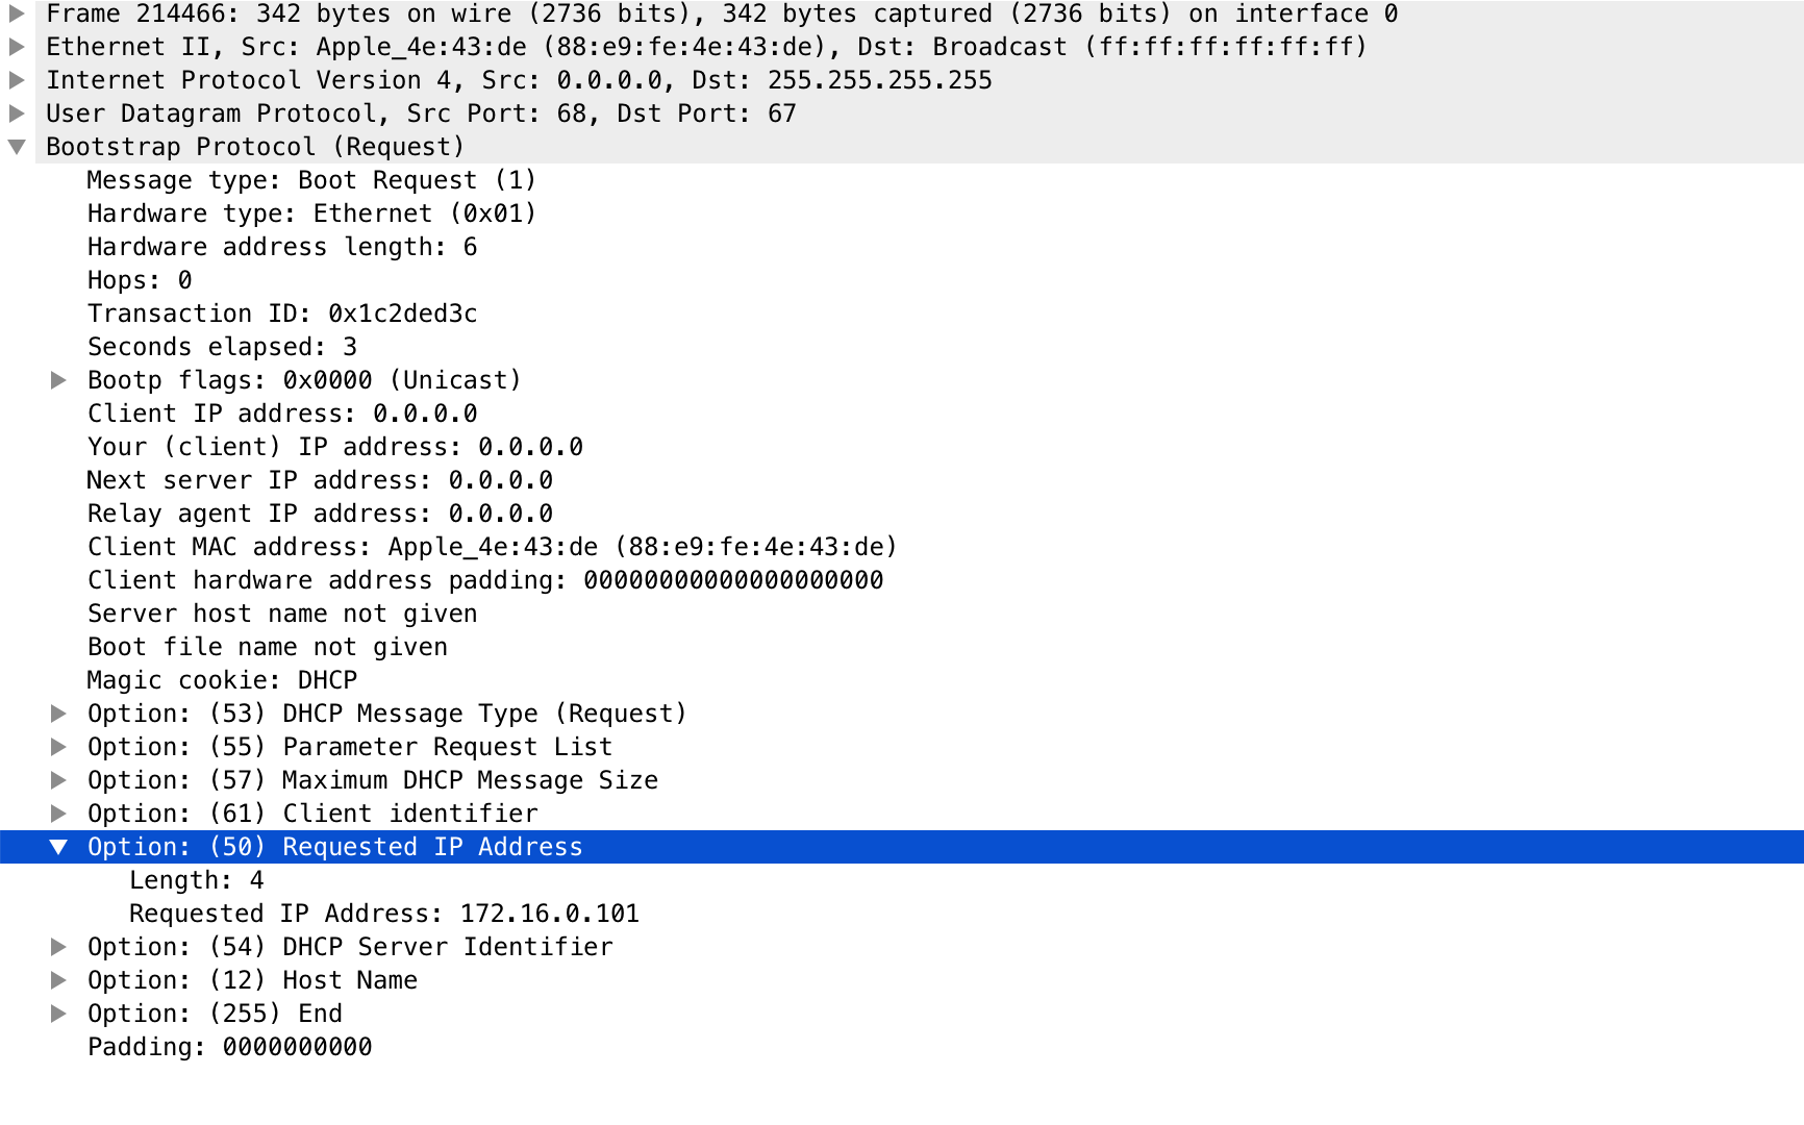 Frame 214466: 342 bytes on wire (2736 bits), 342 bytes captured (2736 bits) on interface 0
Ethernet II, Src: Apple_4e:43:de (88:e9:fe:4e:43:de), Dst: Broadcast (ff:ff:ff:ff:ff:ff)
Internet Protocol Version 4, Src: 0.0.0.0, Dst: 255.255.255.255
User Datagram Protocol, Src Port: 68, Dst Port: 67
Bootstrap Protocol (Request)
Message type: Boot Request (1)
Hardware type: Ethernet (0x01)
Hardware address length: 6
Hops: 0
Transaction ID: 0x1c2ded3c
Seconds elapsed: 3
Bootp flags: 0x0000 (Unicast)
Client IP address: 0.0.0.0
Your (client) IP address: 0.0.0.0
Next server IP address: 0.0.0.0
Relay agent IP address: 0.0.0.0
Client MAC address: Apple_4e:43:de (88:e9:fe:4e:43:de)
Client hardware address padding: 00000000000000000000
Server host name not given
Boot file name not given
Magic cookie: DHCP
Option: (53) DHCP Message Type (Request)
Option: (55) Parameter Request List
Option: (57) Maximum DHCP Message Size
Option: (61) Client identifier
Option: (50) Requested IP Address
Length: 4
Requested IP Address: 172.16.0.101
Option: (54) DHCP Server Identifier
Option: (12) Host Name
Option: (255) End
Padding: 0000000000